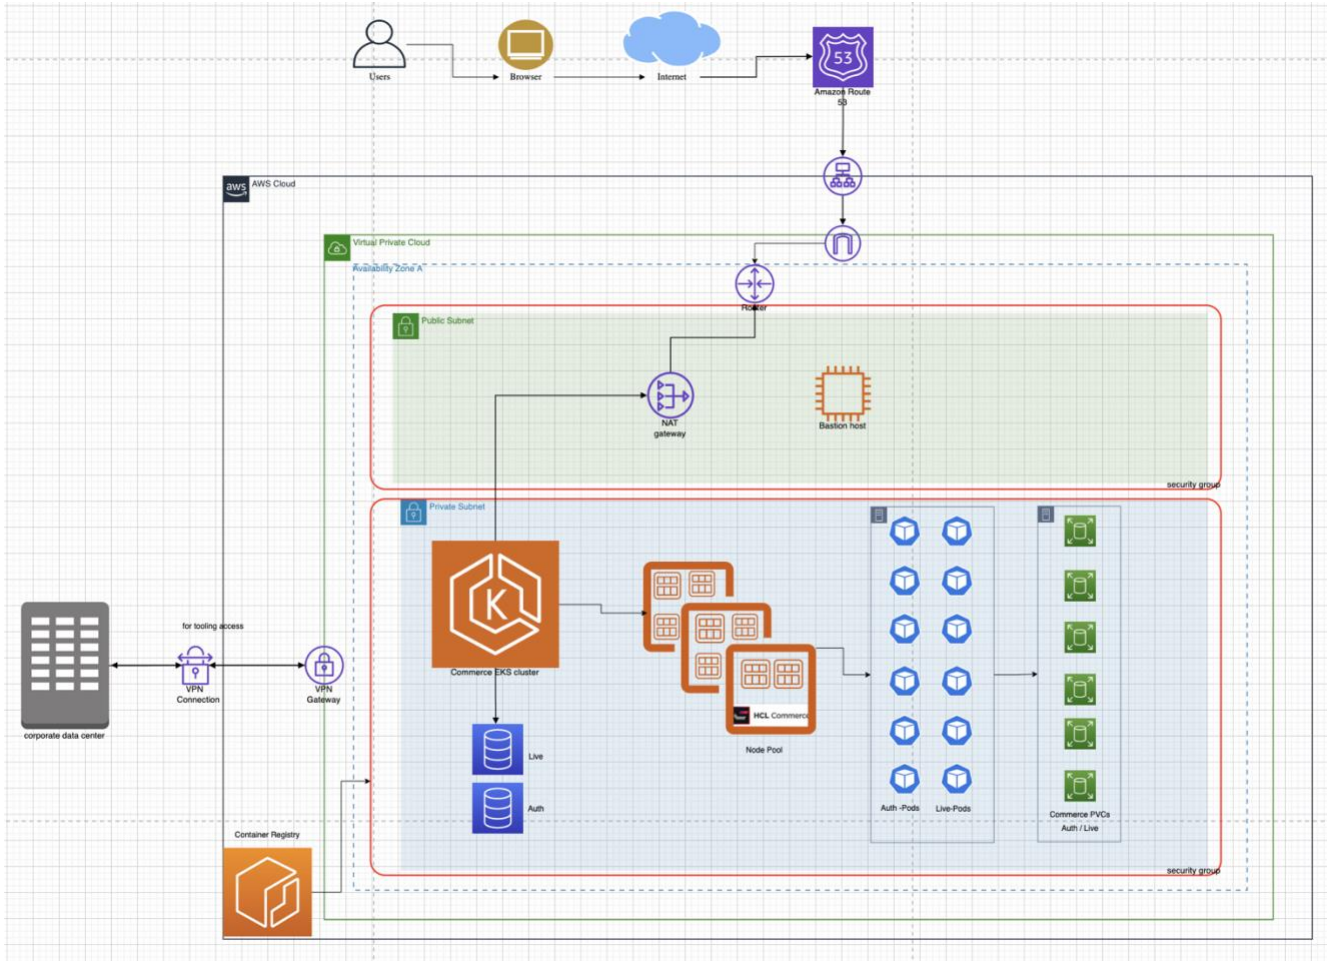 Users
Browser
Internet
53
Amazon Route
53
aws
AWS Cloud
Virtual Private Cloud
Availability Zone A
Router
Public Subnet
NAT
gateway
Bastion host
security group
Private Subnet
K
Commerce EKS cluster
HCL Commerce
Node Pool
Live
Auth
Auth -Pods
Live-Pods
Commerce PVCs
Auth / Live
security group
for tooling access
VPN
Connection
VPN
Gateway
corporate data center
Container Registry